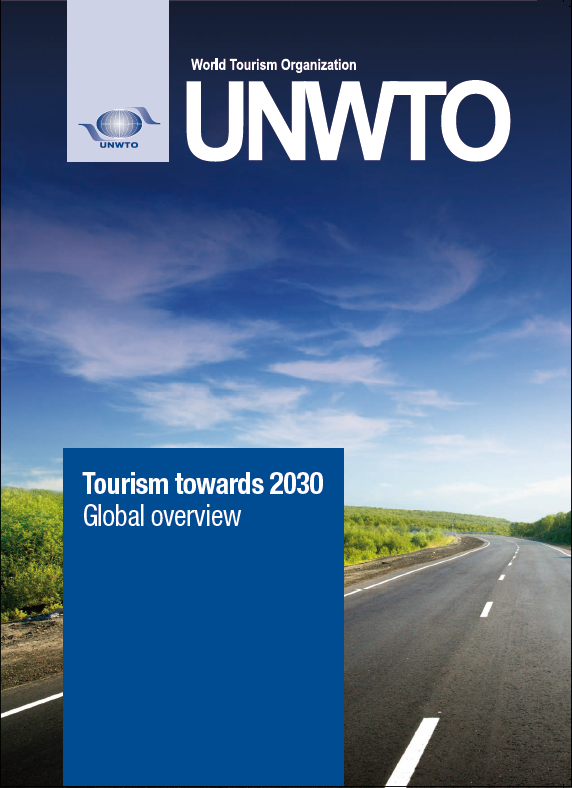 World Tourism Organization
UNWTO
UNWTO
Tourism towards 2030
Global overview